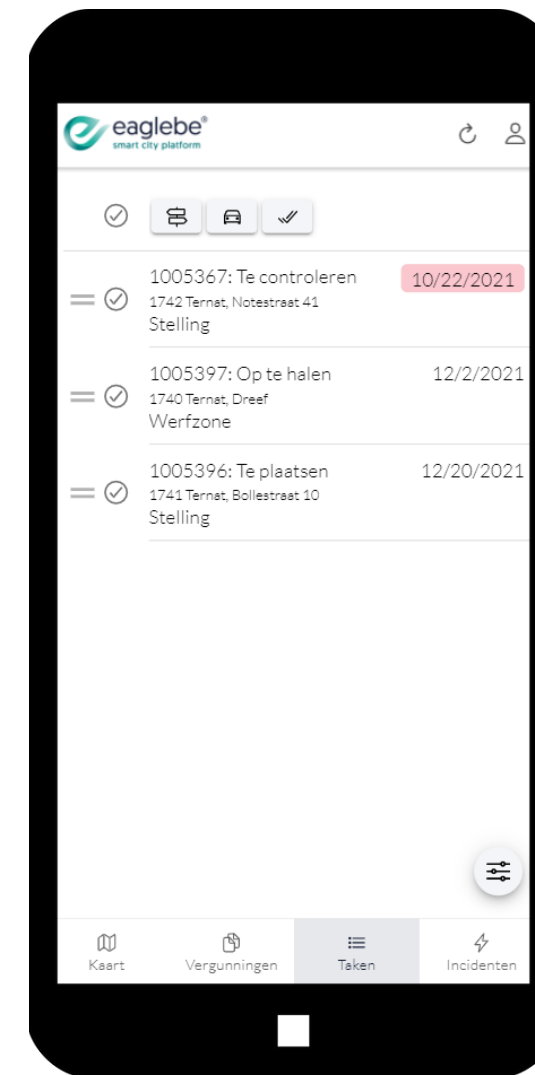 eaglebe®
smart city platform
1005367: Te controleren 10/22/2021
1742 Ternat, Notestraat 41
Stelling
1005397: Op te halen 12/2/2021
1740 Ternat, Dreef
Werfzone
1005396: Te plaatsen 12/20/2021
1741 Ternat, Bollestraat 10
Stelling
Kaart Vergunningen Taken Incidenten